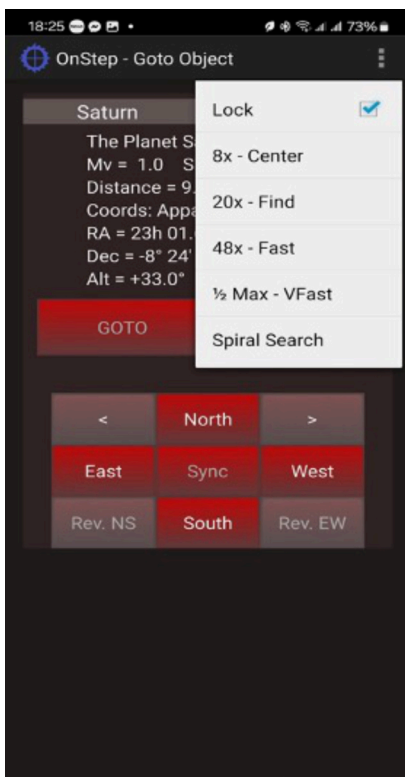 18:25
73%
OnStep - Goto Object
Saturn
The Planet S
Mv = 1.0 S
Distance = 9.
Coords: Appa
RA = 23h 01.
Dec = -8° 24'
Alt = +33.0°
Lock
8x - Center
20x - Find
48x - Fast
½ Max - VFast
Spiral Search
GOTO
< North >
East Sync West
Rev. NS South Rev. EW